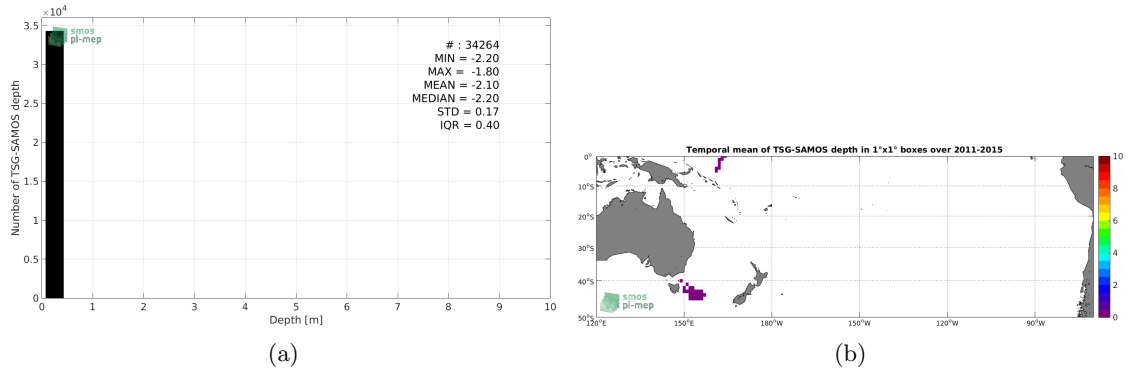 ×10⁴
3.5
3
2.5
2
1.5
1
0.5
0
0 1 2 3 4 5 6 7 8 9 10
Number of TSG-SAMOS depth
Depth [m]
smos
pi-mep
# : 34264
MIN = -2.20
MAX = -1.80
MEAN = -2.10
MEDIAN = -2.20
STD = 0.17
IQR = 0.40
(a)
Temporal mean of TSG-SAMOS depth in 1°x1° boxes over 2011-2015
0°
10°S
20°S
30°S
40°S
50°S
120°E 150°E 180°W 150°W 120°W 90°W
smos
pi-mep
10
8
6
4
2
0
(b)